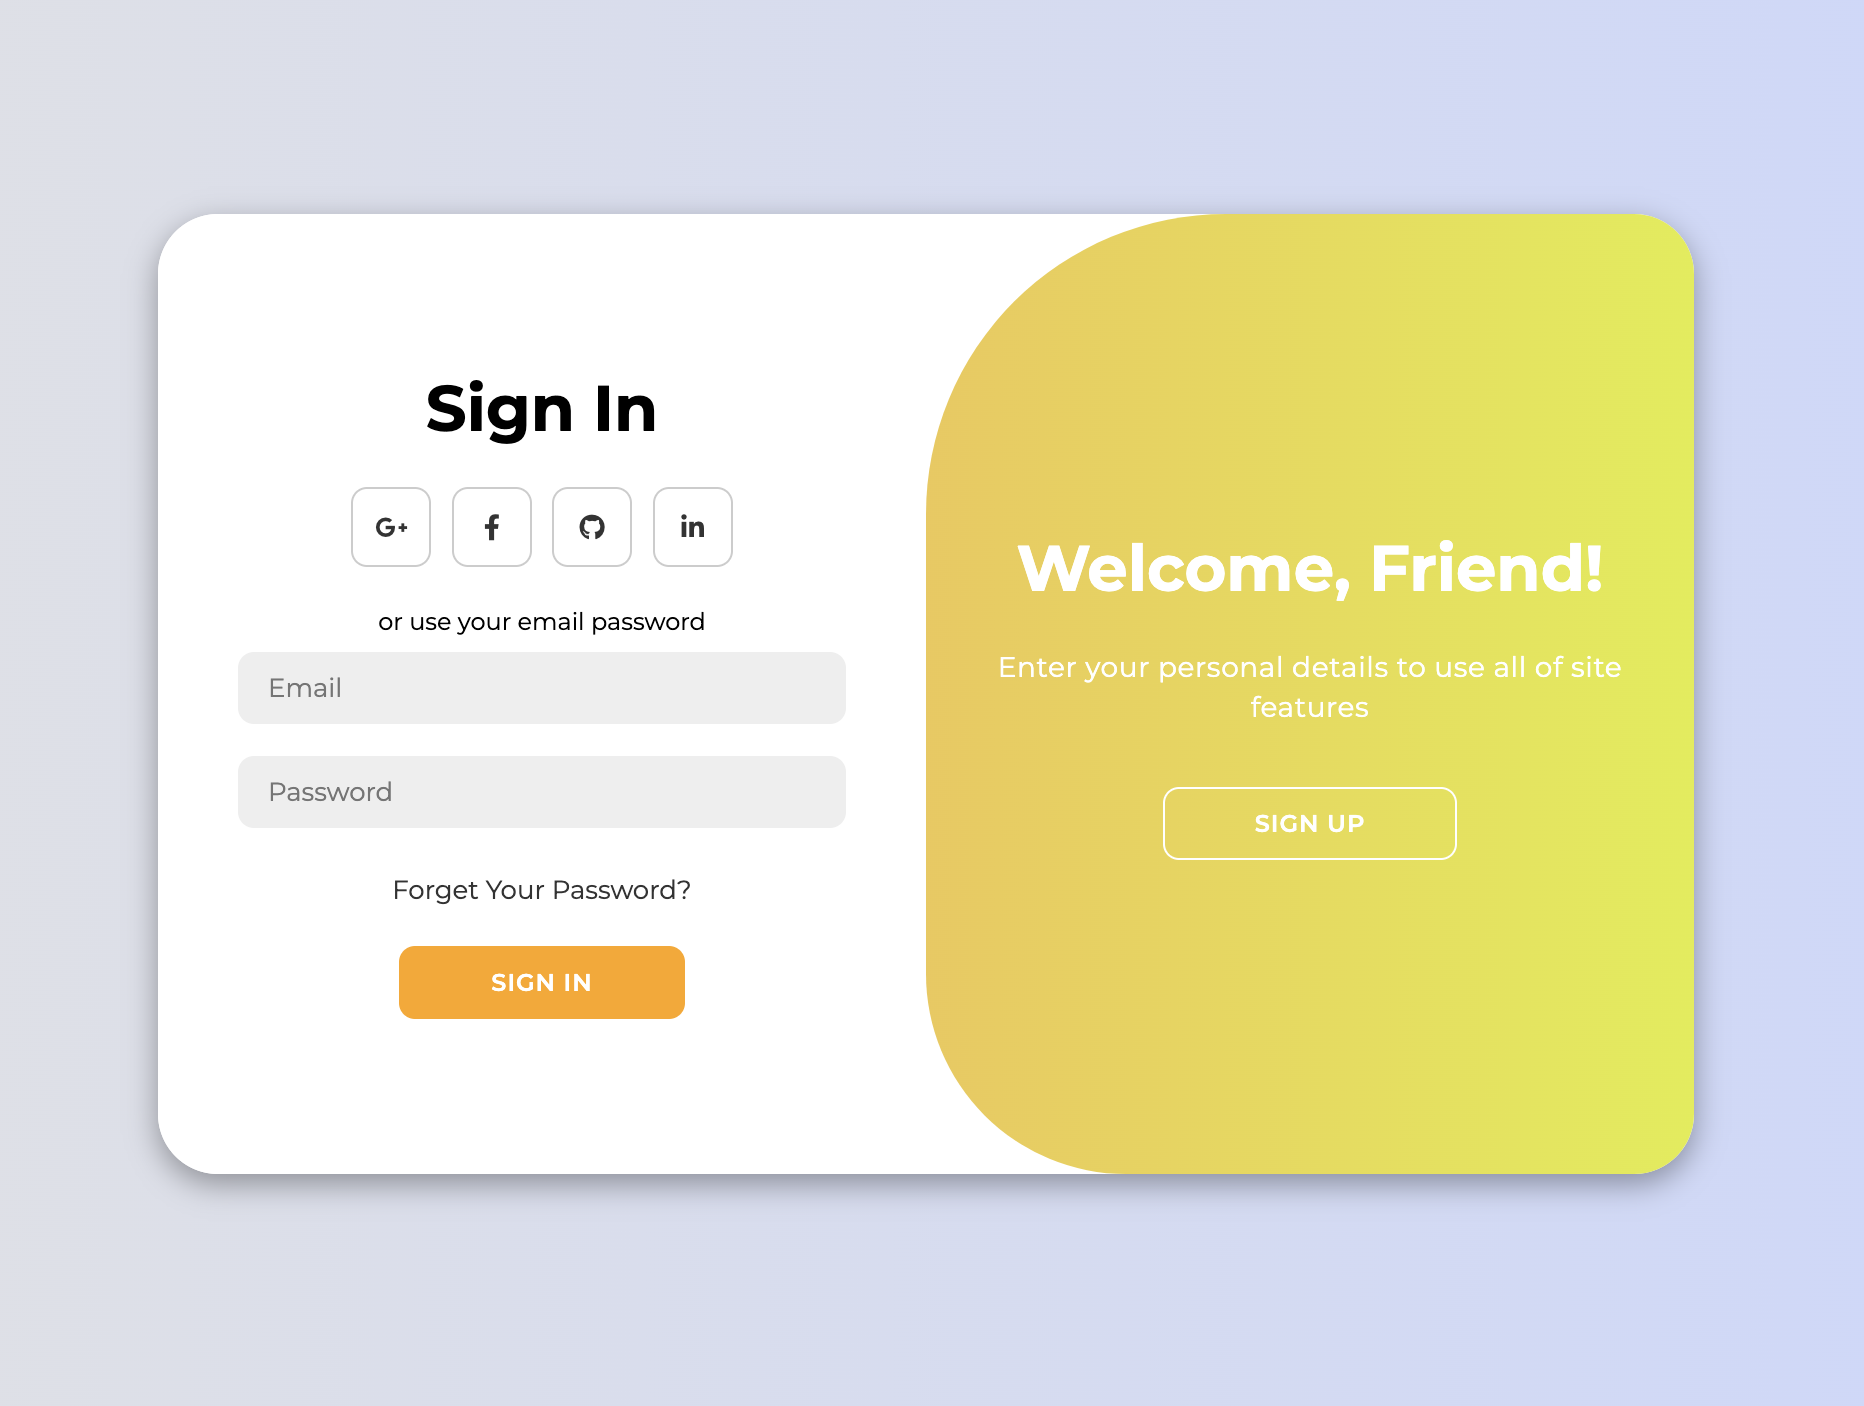 Sign In
G+
f
in
or use your email password
Email
Password
Forget Your Password?
SIGN IN
Welcome, Friend!
Enter your personal details to use all of site
features
SIGN UP